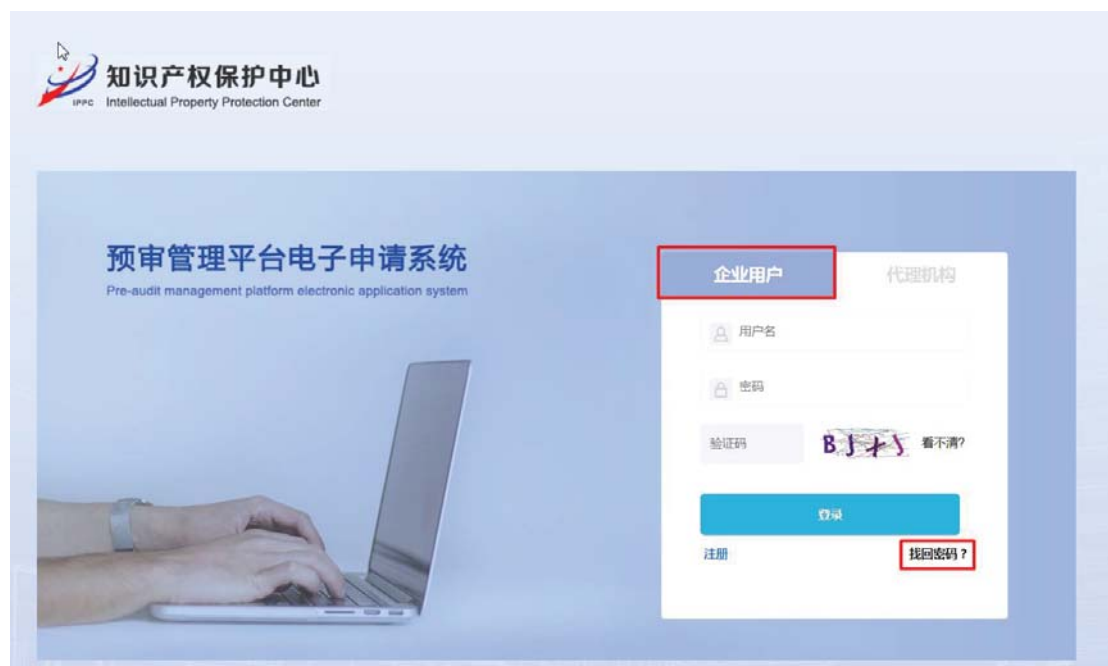 知识产权保护中心
IPPC Intellectual Property Protection Center
预审管理平台电子申请系统
Pre-audit management platform electronic application system
企业用户 代理机构
用户名
密码
验证码 看不清?
登录
注册 找回密码?